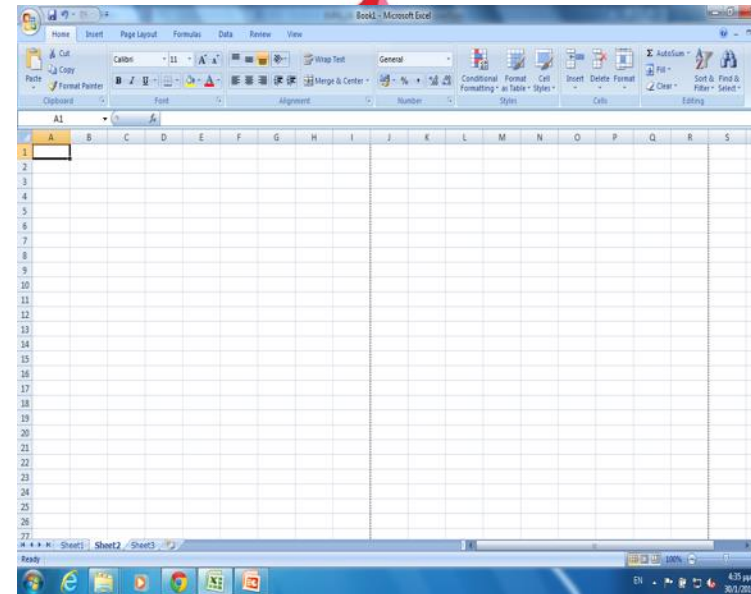 Book1 - Microsoft Excel
Home Insert Page Layout Formulas Data Review View
Cut
Copy
Paste
Format Painter
Calibri 11
B I U
Wrap Text
Merge & Center
General
%
Conditional Formatting
Format as Table
Cell Styles
Insert Delete Format
Σ AutoSum
Fill
Clear
Sort & Filter
Find & Select
Clipboard Font Alignment Number Styles Cells Editing
A1 fx
A B C D E F G H I J K L M N O P Q R S
1
2
3
4
5
6
7
8
9
10
11
12
13
14
15
16
17
18
19
20
21
22
23
24
25
26
27
Sheet1 Sheet2 Sheet3
Ready 100%
EN 4:35 μμ